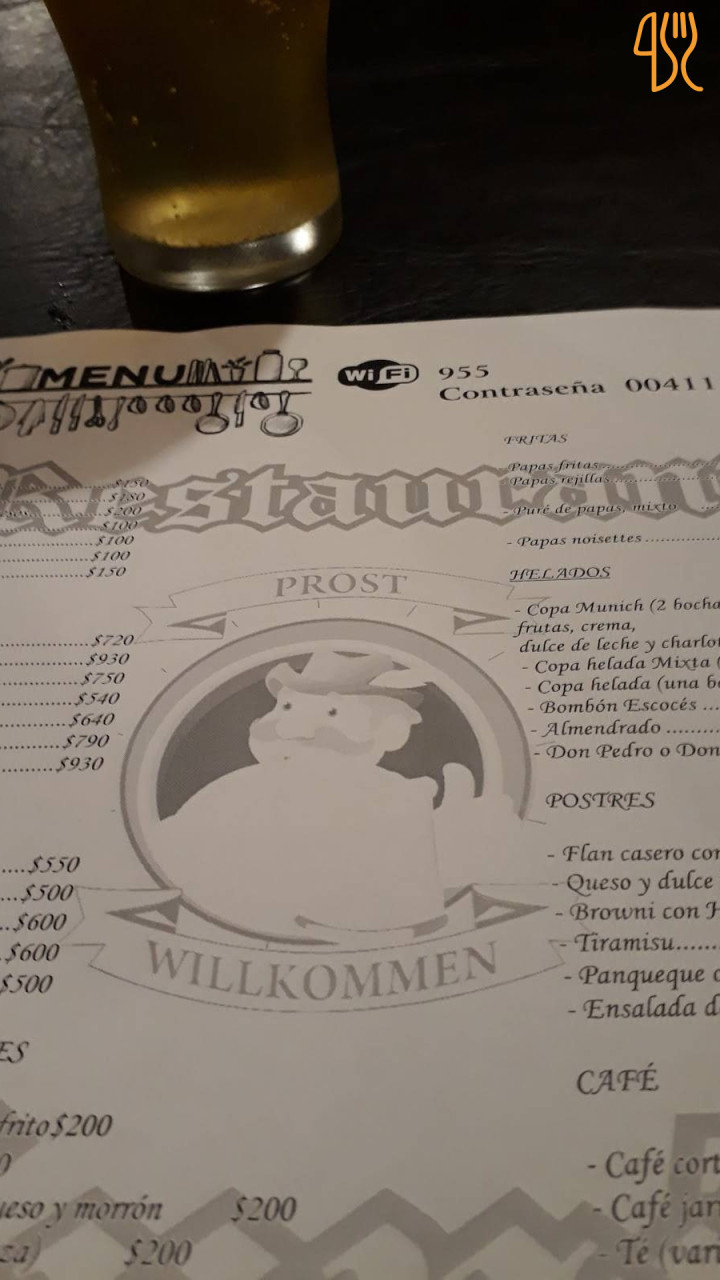 MENU
WiFi 955
Contraseña 00411
Restaurant
FRITAS
- Papas fritas
- Papas rejillas
- Puré de papas, mixto
- Papas noisettes
HELADOS
- Copa Munich (2 bocha
frutas, crema,
dulce de leche y charlot
- Copa helada Mixta (
- Copa helada (una bo
- Bombón Escocés ...
- Almendrado .........
- Don Pedro o Don
POSTRES
- Flan casero con
- Queso y dulce
- Browni con H
- Tiramisu.......
- Panqueque
- Ensalada d
CAFÉ
- Café cort
- Café jar
- Té (vari
$150
$180
$200
$100
$100
$100
$150
$720
$930
$750
$540
$640
$790
$930
$550
$500
$600
$600
$500
ES
frito $200
ueso y morrón $200
za) $200
PROST
WILLKOMMEN